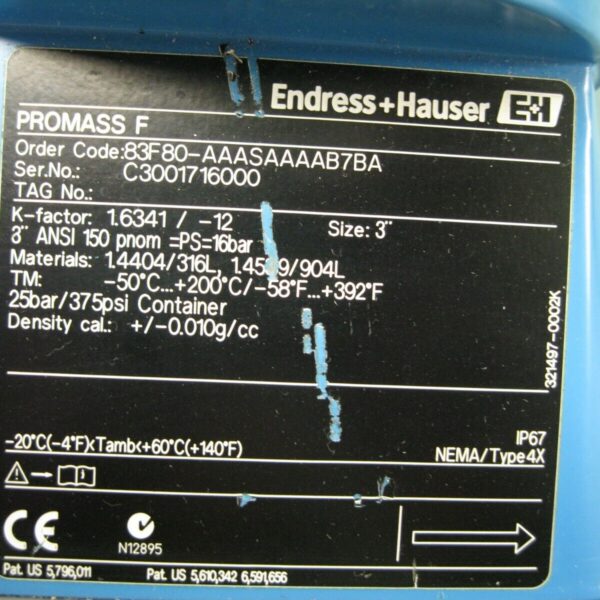 Endress+Hauser E+H
PROMASS F
Order Code:83F80-AAASAAAAB7BA
Ser.No.: C3001716000
TAG No.:
K-factor: 1.6341 / -12 Size: 3"
3" ANSI 150 pnom =PS=16bar
Materials: 1.4404/316L, 1.4539/904L
TM: -50°C...+200°C/-58°F...+392°F
25bar/375psi Container
Density cal.: +/-0.010g/cc
321497-0002K
-20°C(-4°F)<Tamb<+60°C(+140°F)
IP67
NEMA/Type4X
i
CE
N12895
Pat. US 5,796,011 Pat. US 5,610,342 6,591,656